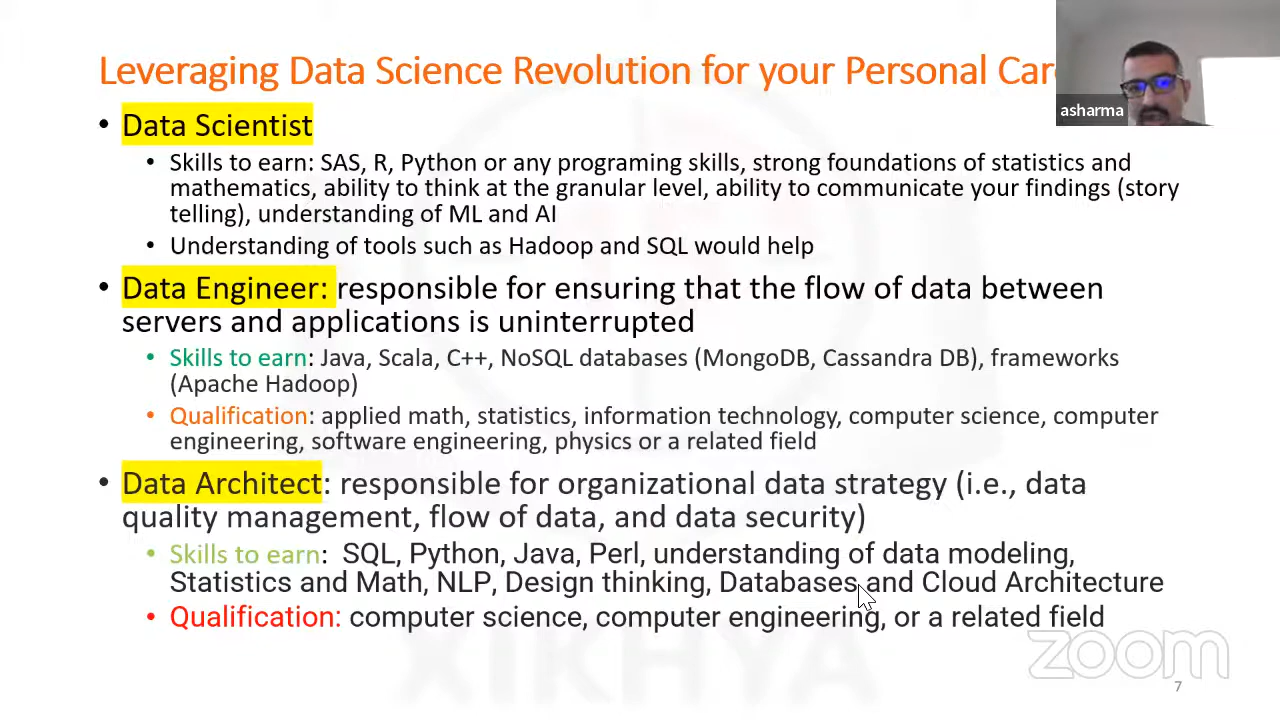 Leveraging Data Science Revolution for your Personal Car
asharma
• Data Scientist
• Skills to earn: SAS, R, Python or any programing skills, strong foundations of statistics and
mathematics, ability to think at the granular level, ability to communicate your findings (story
telling), understanding of ML and AI
• Understanding of tools such as Hadoop and SQL would help
• Data Engineer: responsible for ensuring that the flow of data between
servers and applications is uninterrupted
• Skills to earn: Java, Scala, C++, NoSQL databases (MongoDB, Cassandra DB), frameworks
(Apache Hadoop)
• Qualification: applied math, statistics, information technology, computer science, computer
engineering, software engineering, physics or a related field
• Data Architect: responsible for organizational data strategy (i.e., data
quality management, flow of data, and data security)
• Skills to earn: SQL, Python, Java, Perl, understanding of data modeling,
Statistics and Math, NLP, Design thinking, Databases and Cloud Architecture
• Qualification: computer science, computer engineering, or a related field
XIKHYA
zoom
7